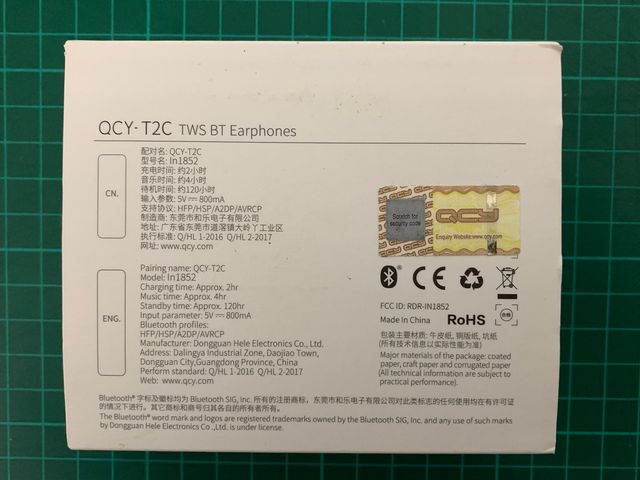 QCY-T2C TWS BT Earphones
CN.
配对名: QCY-T2C
型号名: In1852
充电时间: 约2小时
音乐时间: 约4小时
待机时间: 约120小时
输入参数: 5V⎓800mA
支持协议: HFP/HSP/A2DP/AVRCP
制造商: 东莞市和乐电子有限公司
地址: 广东省东莞市道滘镇大岭丫工业区
执行标准: Q/HL 1-2016 Q/HL 2-2017
网址: www.qcy.com
ENG.
Pairing name: QCY-T2C
Model: In1852
Charging time: Approx. 2hr
Music time: Approx. 4hr
Standby time: Approx. 120hr
Input parameter: 5V⎓800mA
Bluetooth profiles:
HFP/HSP/A2DP/AVRCP
Manufacturer: Dongguan Hele Electronics Co., Ltd.
Address: Dalingya Industrial Zone, Daojiao Town,
Dongguan City,Guangdong Province, China
Perform standard: Q/HL 1-2016 Q/HL 2-2017
Web: www.qcy.com
Scratch for
security code
QCY
Enquiry Website:www.qcy.com
CE
FCC ID: RDR-IN1852
Made In China RoHS
合格
包装主要材质: 牛皮纸, 铜版纸, 坑纸
(所有技术信息以实际性能为准)
Major materials of the package: coated
paper, craft paper and corrugated paper
(All technical information are subject to
practical performance).
Bluetooth® 字标及徽标均为 Bluetooth SIG, Inc. 所有的注册商标，东莞市和乐电子有限公司对此类标志的任何使用均在有许可证
的情况下进行。其它商标和商号归其各自的所有者所有。
The Bluetooth® word mark and logos are registered trademarks owned by the Bluetooth SIG, Inc. and any use of such marks
by Dongguan Hele Electronics Co.,Ltd. is under license.